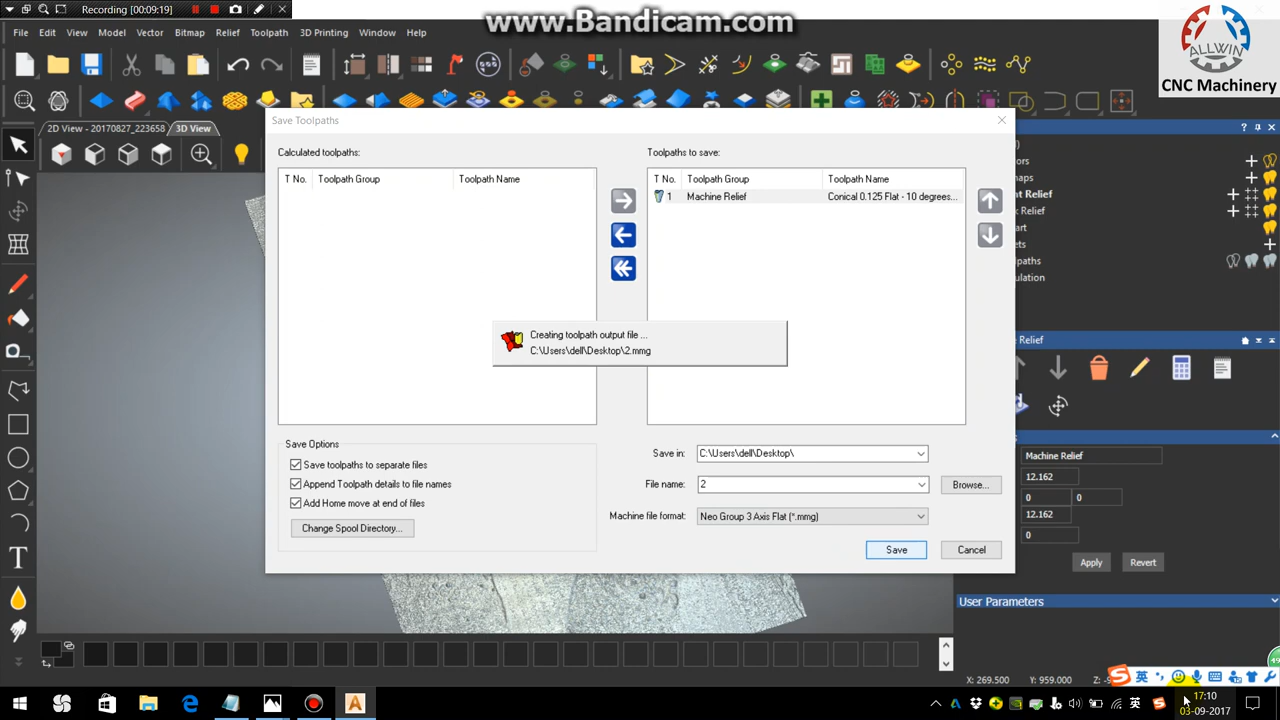 Recording [00:09:19]
www.Bandicam.com
ALLWIN
CNC Machinery
File Edit View Model Vector Bitmap Relief Toolpath 3D Printing Window Help
2D View - 20170827_223658
3D View
Save Toolpaths
Calculated toolpaths:
T No. Toolpath Group Toolpath Name
Toolpaths to save:
T No. Toolpath Group Toolpath Name
1 Machine Relief Conical 0.125 Flat - 10 degrees...
Creating toolpath output file ...
C:\Users\dell\Desktop\2.mmg
Save Options
Save toolpaths to separate files
Append Toolpath details to file names
Add Home move at end of files
Change Spool Directory...
Save in: C:\Users\dell\Desktop\
File name: 2
Browse...
Machine file format: Neo Group 3 Axis Flat (*.mmg)
Save
Cancel
Relief
Relief
Machine Relief
12.162
0 0
12.162
0
Apply
Revert
User Parameters
X: 269.500 Y: 959.000
英
17:10
03-09-2017